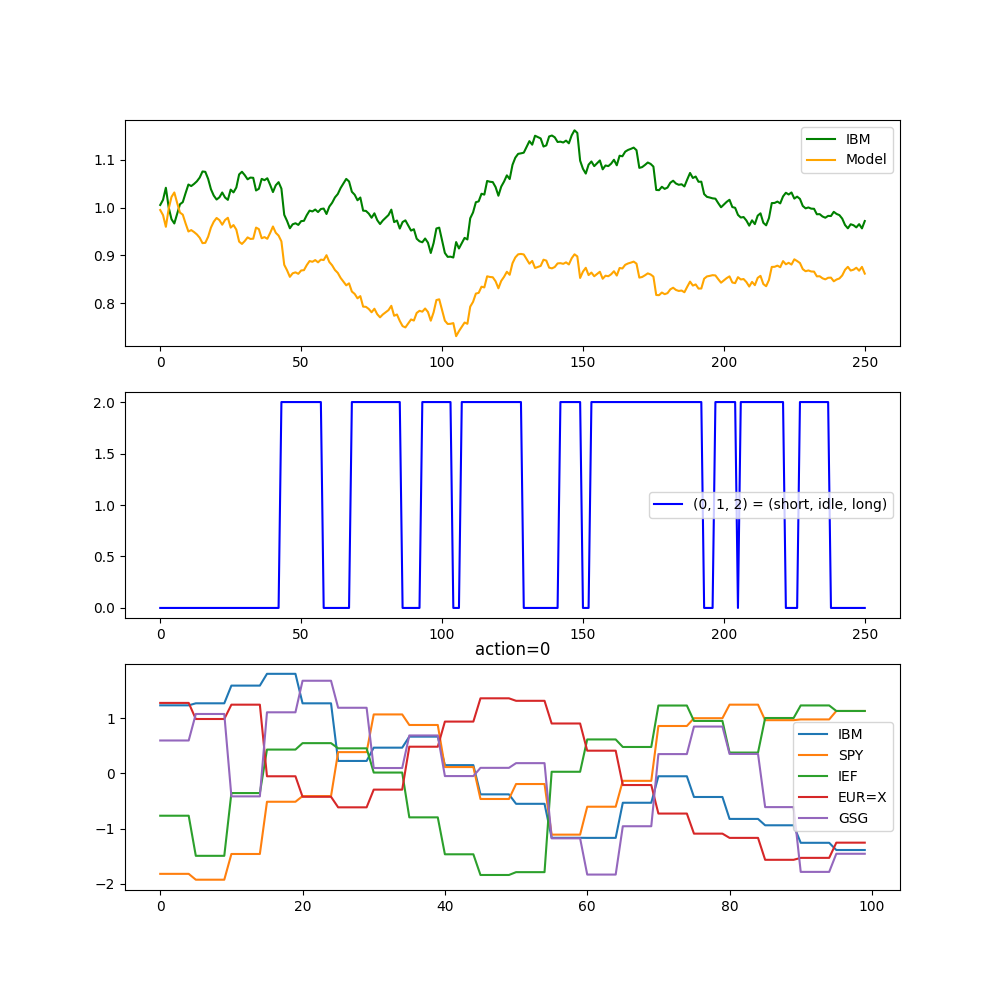 1.1
1.0
0.9
0.8
IBM
Model
0 50 100 150 200 250
2.0
1.5
1.0
0.5
0.0
(0, 1, 2) = (short, idle, long)
0 50 100 150 200 250
action=0
1
0
−1
−2
IBM
SPY
IEF
EUR=X
GSG
0 20 40 60 80 100